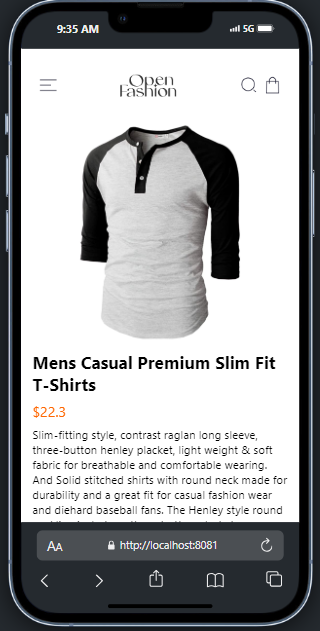 9:35 AM
5G
Open
Fashion
Mens Casual Premium Slim Fit
T-Shirts
$22.3
Slim-fitting style, contrast raglan long sleeve,
three-button henley placket, light weight & soft
fabric for breathable and comfortable wearing.
And Solid stitched shirts with round neck made for
durability and a great fit for casual fashion wear
and diehard baseball fans. The Henley style round
AA
http://localhost:8081